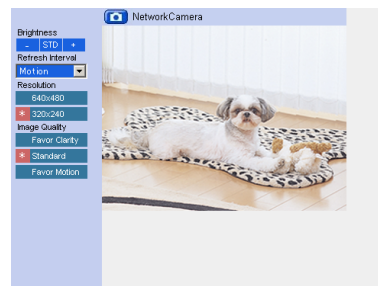 NetworkCamera
Brightness
- STD +
Refresh Interval
Motion
Resolution
640x480
* 320x240
Image Quality
Favor Clarity
* Standard
Favor Motion